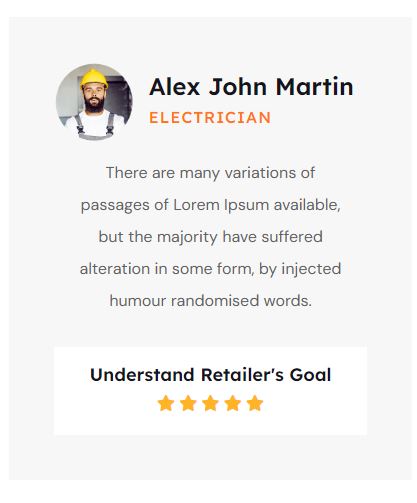 Alex John Martin
ELECTRICIAN
There are many variations of
passages of Lorem Ipsum available,
but the majority have suffered
alteration in some form, by injected
humour randomised words.
Understand Retailer's Goal